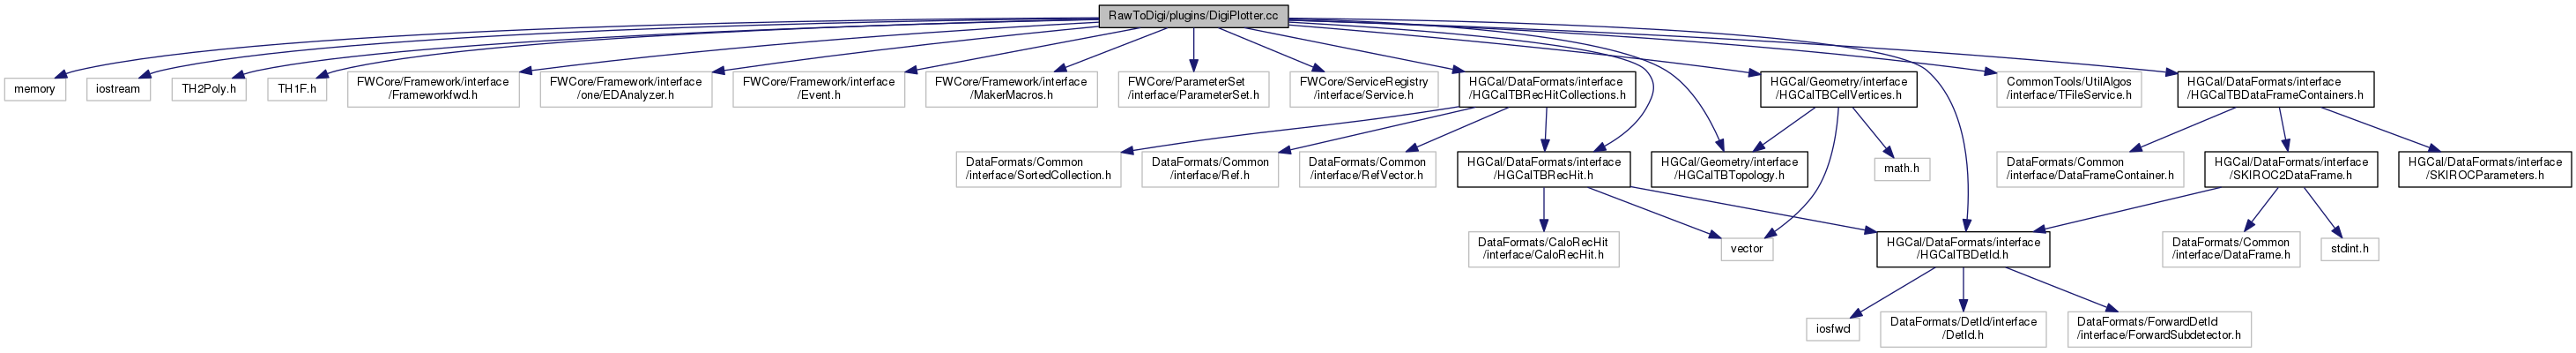 RawToDigi/plugins/DigiPlotter.cc
memory
iostream
TH2Poly.h
TH1F.h
FWCore/Framework/interface
/Frameworkfwd.h
FWCore/Framework/interface
/one/EDAnalyzer.h
FWCore/Framework/interface
/Event.h
FWCore/Framework/interface
/MakerMacros.h
FWCore/ParameterSet
/interface/ParameterSet.h
FWCore/ServiceRegistry
/interface/Service.h
HGCal/DataFormats/interface
/HGCalTBRecHitCollections.h
HGCal/Geometry/interface
/HGCalTBCellVertices.h
CommonTools/UtilAlgos
/interface/TFileService.h
HGCal/DataFormats/interface
/HGCalTBDataFrameContainers.h
DataFormats/Common
/interface/SortedCollection.h
DataFormats/Common
/interface/Ref.h
DataFormats/Common
/interface/RefVector.h
HGCal/DataFormats/interface
/HGCalTBRecHit.h
HGCal/Geometry/interface
/HGCalTBTopology.h
math.h
DataFormats/Common
/interface/DataFrameContainer.h
HGCal/DataFormats/interface
/SKIROC2DataFrame.h
HGCal/DataFormats/interface
/SKIROCParameters.h
DataFormats/CaloRecHit
/interface/CaloRecHit.h
vector
HGCal/DataFormats/interface
/HGCalTBDetId.h
DataFormats/Common
/interface/DataFrame.h
stdint.h
iosfwd
DataFormats/DetId/interface
/DetId.h
DataFormats/ForwardDetId
/interface/ForwardSubdetector.h